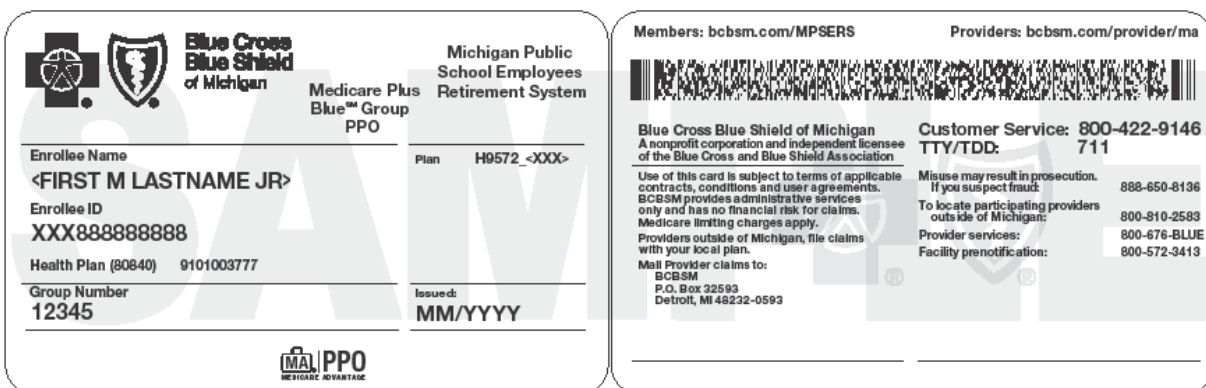 Blue Cross
Blue Shield
of Michigan
Medicare Plus
Blue℠ Group
PPO
Michigan Public
School Employees
Retirement System
Enrollee Name
<FIRST M LASTNAME JR>
Plan H9572_<XXX>
Enrollee ID
XXX888888888
Health Plan (80840) 9101003777
Group Number
12345
Issued:
MM/YYYY
MA PPO
MEDICARE ADVANTAGE
Members: bcbsm.com/MPSERS
Providers: bcbsm.com/provider/ma
Blue Cross Blue Shield of Michigan
A nonprofit corporation and independent licensee
of the Blue Cross and Blue Shield Association
Use of this card is subject to terms of applicable
contracts, conditions and user agreements.
BCBSM provides administrative services
only and has no financial risk for claims.
Medicare limiting charges apply.
Providers outside of Michigan, file claims
with your local plan.
Mail Provider claims to:
BCBSM
P.O. Box 32593
Detroit, MI 48232-0593
Customer Service: 800-422-9146
TTY/TDD: 711
Misuse may result in prosecution.
If you suspect fraud: 888-650-8136
To locate participating providers
outside of Michigan: 800-810-2583
Provider services: 800-676-BLUE
Facility prenotification: 800-572-3413
SAMPLE